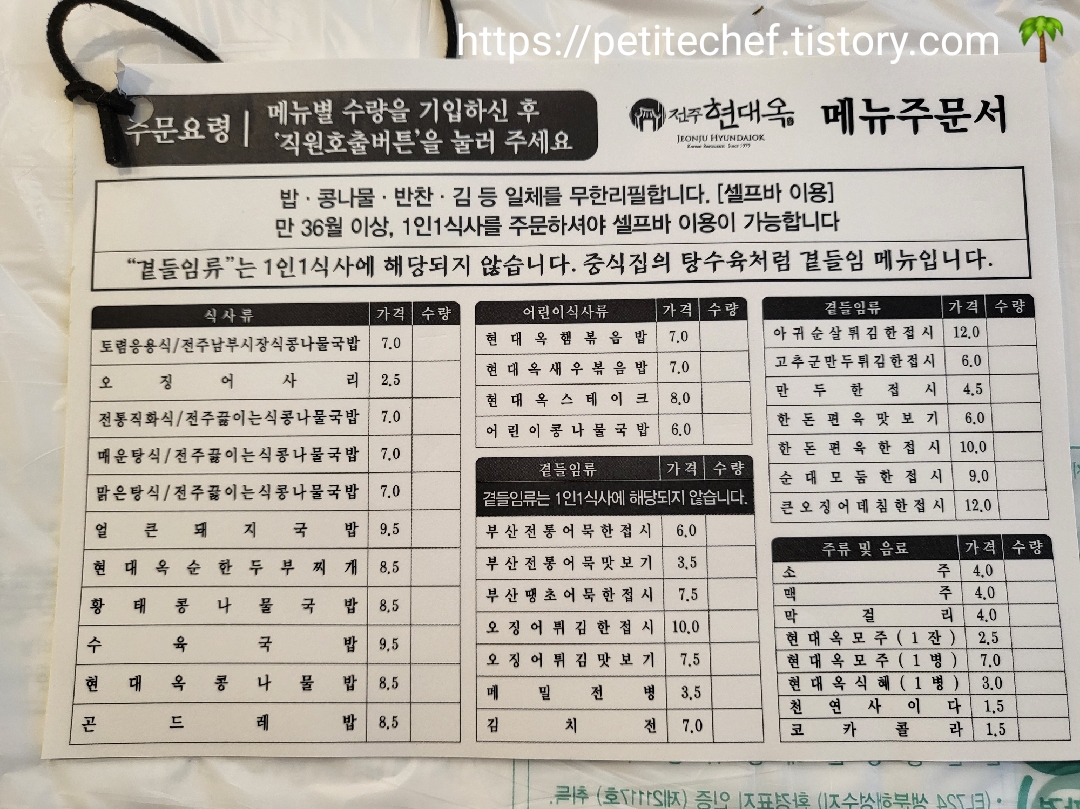 https://petitechef.tistory.com
주문요령 | 메뉴별 수량을 기입하신 후
'직원호출버튼'을 눌러 주세요
전주현대옥
JEONJU HYUNDAIOK
메뉴주문서
밥 · 콩나물 · 반찬 · 김 등 일체를 무한리필합니다. [셀프바 이용]
만 36월 이상, 1인1식사를 주문하셔야 셀프바 이용이 가능합니다
"곁들임류"는 1인1식사에 해당되지 않습니다. 중식집의 탕수육처럼 곁들임 메뉴입니다.
식사류 가격 수량
토렴응용식/전주남부시장식콩나물국밥 7.0
오징어사리 2.5
전통직화식/전주끓이는식콩나물국밥 7.0
매운탕식/전주끓이는식콩나물국밥 7.0
맑은탕식/전주끓이는식콩나물국밥 7.0
얼큰돼지국밥 9.5
현대옥순한두부찌개 8.5
황태콩나물국밥 8.5
수육국밥 9.5
현대옥콩나물밥 8.5
곤드레밥 8.5
어린이식사류 가격 수량
현대옥햄볶음밥 7.0
현대옥새우볶음밥 7.0
현대옥스테이크 8.0
어린이콩나물국밥 6.0
곁들임류 가격 수량
곁들임류는 1인1식사에 해당되지 않습니다.
부산전통어묵한접시 6.0
부산전통어묵맛보기 3.5
부산땡초어묵한접시 7.5
오징어튀김한접시 10.0
오징어튀김맛보기 7.5
메밀전병 3.5
김치전 7.0
곁들임류 가격 수량
아귀순살튀김한접시 12.0
고추군만두튀김한접시 6.0
만두한접시 4.5
한돈편육맛보기 6.0
한돈편육한접시 10.0
순대모둠한접시 9.0
큰오징어데침한접시 12.0
주류 및 음료 가격 수량
소주 4.0
맥주 4.0
막걸리 4.0
현대옥모주(1잔) 2.5
현대옥모주(1병) 7.0
현대옥식혜(1병) 3.0
천연사이다 1.5
코카콜라 1.5